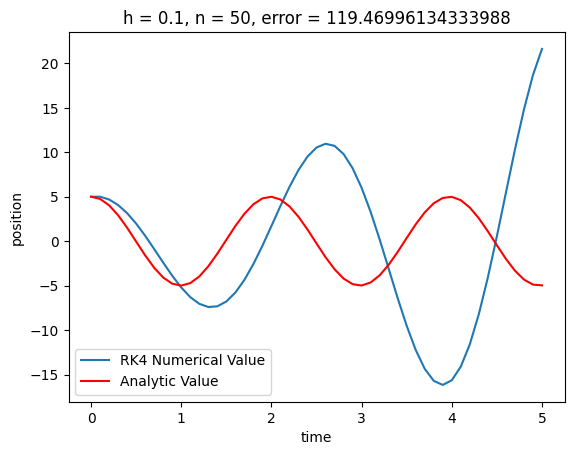 h = 0.1, n = 50, error = 119.46996134333988
20
15
10
5
0
−5
−10
−15
position
RK4 Numerical Value
Analytic Value
0 1 2 3 4 5
time